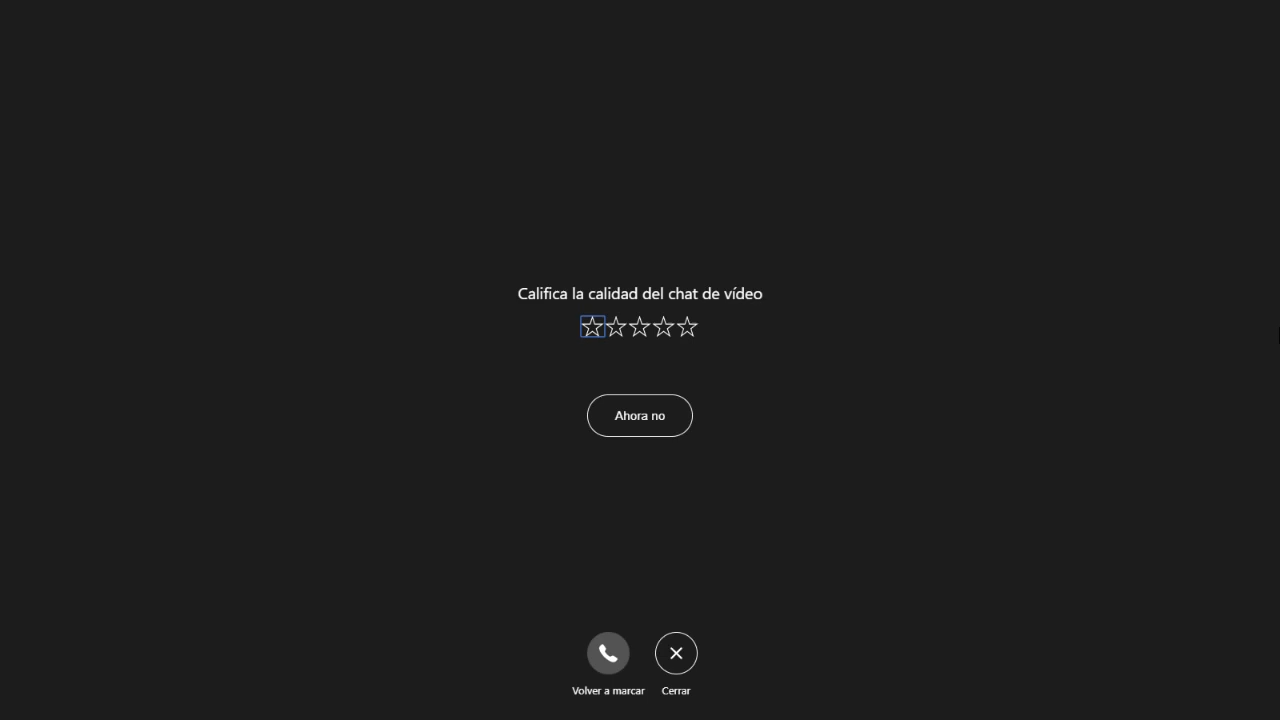 Califica la calidad del chat de vídeo
Ahora no
Volver a marcar
Cerrar